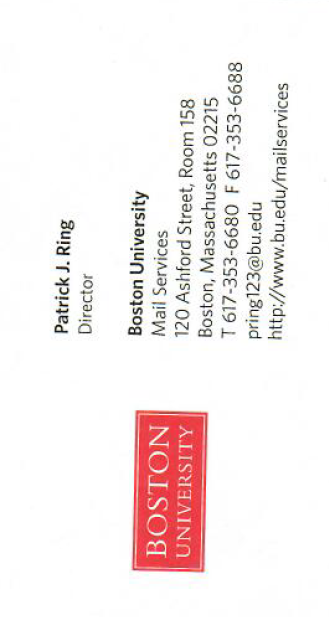 Patrick J. Ring
Director
BOSTON
UNIVERSITY
Boston University
Mail Services
120 Ashford Street, Room 158
Boston, Massachusetts 02215
T 617-353-6680 F 617-353-6688
pring123@bu.edu
http://www.bu.edu/mailservices